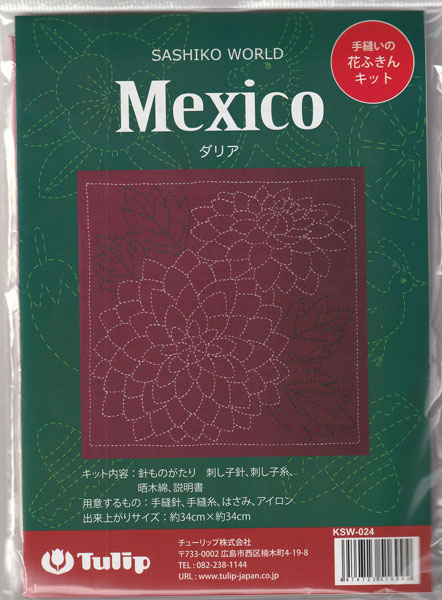 SASHIKO WORLD
Mexico
ダリア
手縫いの
花ふきん
キット
キット内容：針ものがたり 刺し子針、刺し子糸、
晒木綿、説明書
用意するもの：手縫針、手縫糸、はさみ、アイロン
出来上がりサイズ：約34cm×約34cm
Tulip
チューリップ株式会社
〒733-0002 広島市西区楠木町4-19-8
TEL : 082-238-1144
URL : www.tulip-japan.co.jp
KSW-024